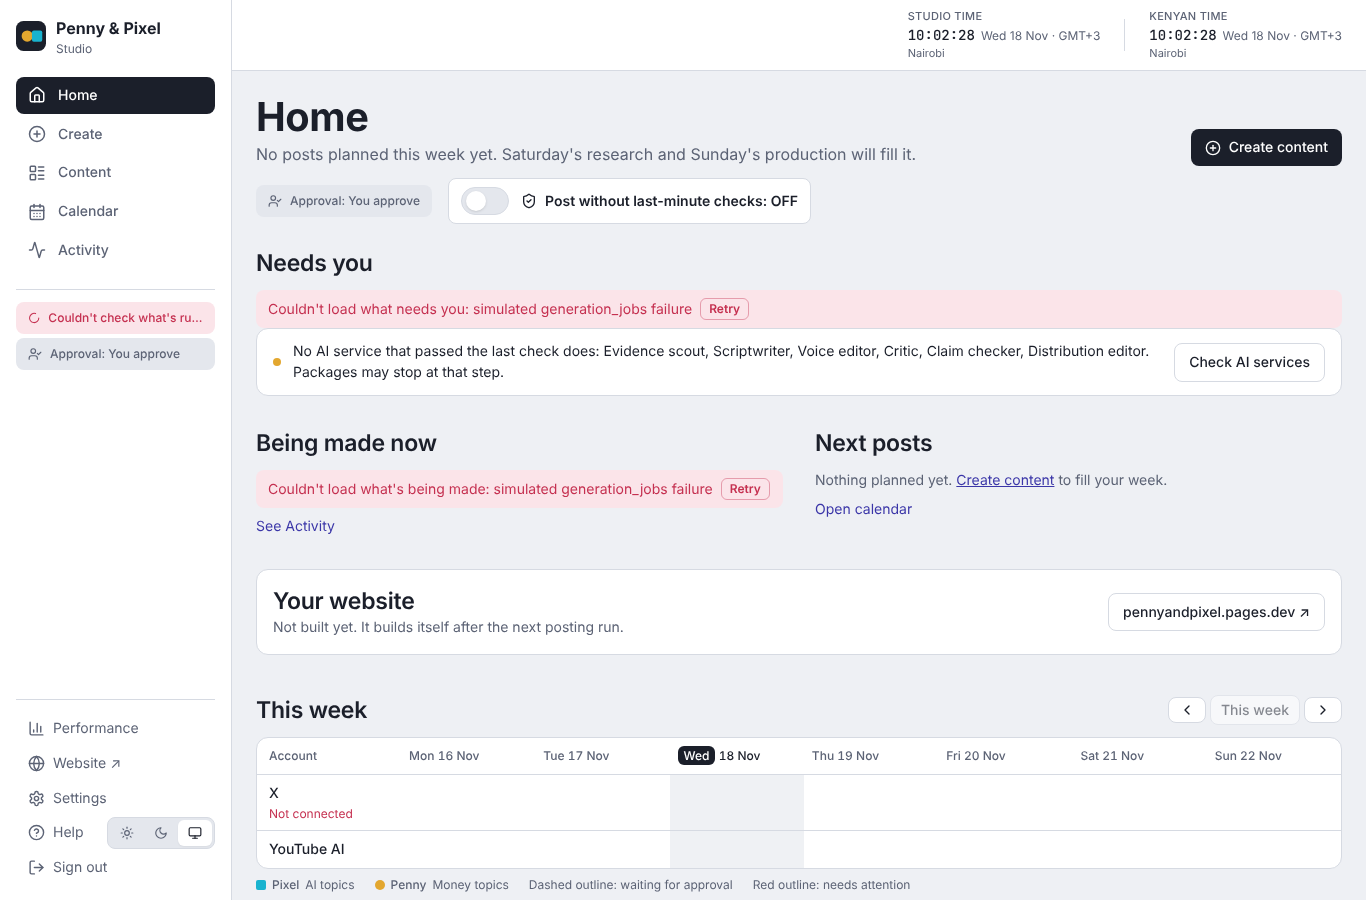 Penny & Pixel
Studio
Home
Create
Content
Calendar
Activity
Couldn't check what's ru...
Approval: You approve
Performance
Website ↗
Settings
Help
Sign out
STUDIO TIME
10:02:28 Wed 18 Nov · GMT+3
Nairobi
KENYAN TIME
10:02:28 Wed 18 Nov · GMT+3
Nairobi
Home
No posts planned this week yet. Saturday's research and Sunday's production will fill it.
Create content
Approval: You approve
Post without last-minute checks: OFF
Needs you
Couldn't load what needs you: simulated generation_jobs failure Retry
No AI service that passed the last check does: Evidence scout, Scriptwriter, Voice editor, Critic, Claim checker, Distribution editor.
Packages may stop at that step.
Check AI services
Being made now
Couldn't load what's being made: simulated generation_jobs failure Retry
See Activity
Next posts
Nothing planned yet. Create content to fill your week.
Open calendar
Your website
Not built yet. It builds itself after the next posting run.
pennyandpixel.pages.dev ↗
This week
This week
Account Mon 16 Nov Tue 17 Nov Wed 18 Nov Thu 19 Nov Fri 20 Nov Sat 21 Nov Sun 22 Nov
X
Not connected
YouTube AI
Pixel AI topics Penny Money topics Dashed outline: waiting for approval Red outline: needs attention